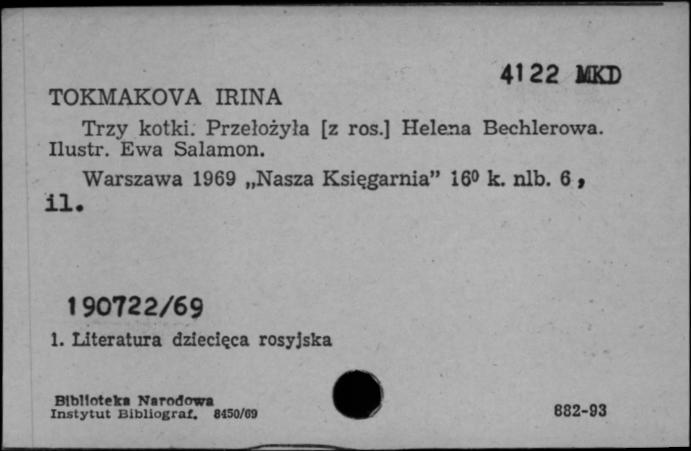 4122 MKD
TOKMAKOVA IRINA
Trzy kotki. Przełożyła [z ros.] Helena Bechlerowa.
Ilustr. Ewa Salamon.
Warszawa 1969 „Nasza Księgarnia” 16⁰ k. nlb. 6,
il.
190722/69
1. Literatura dziecięca rosyjska
Biblioteka Narodowa
Instytut Bibliograf. 8450/69
882-93